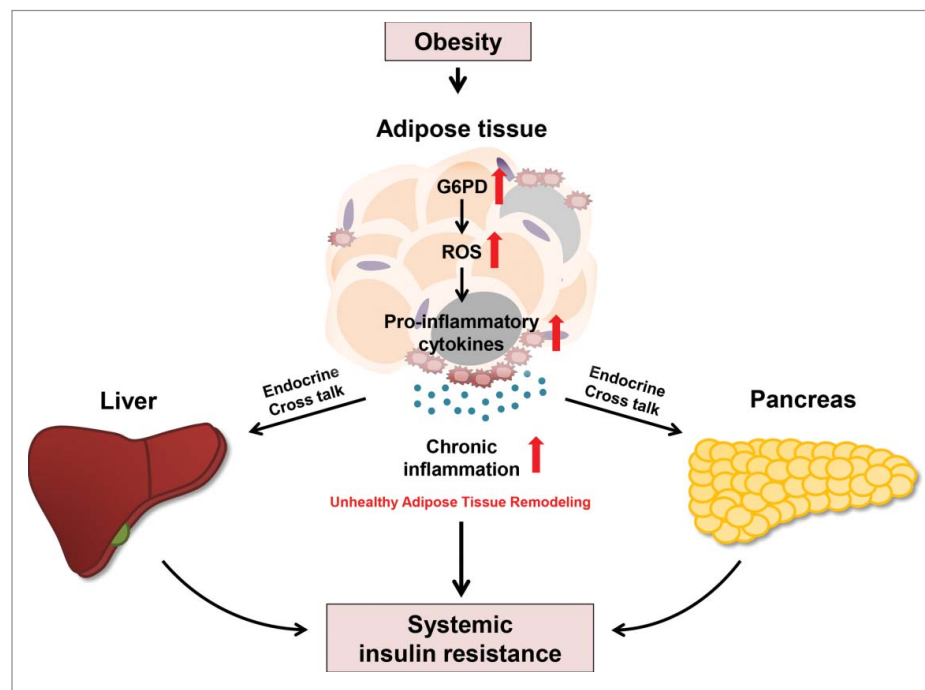 Obesity
Adipose tissue
G6PD
ROS
Pro-inflammatory
cytokines
Liver
Endocrine
Cross talk
Endocrine
Cross talk
Pancreas
Chronic
inflammation
Unhealthy Adipose Tissue Remodeling
Systemic
insulin resistance